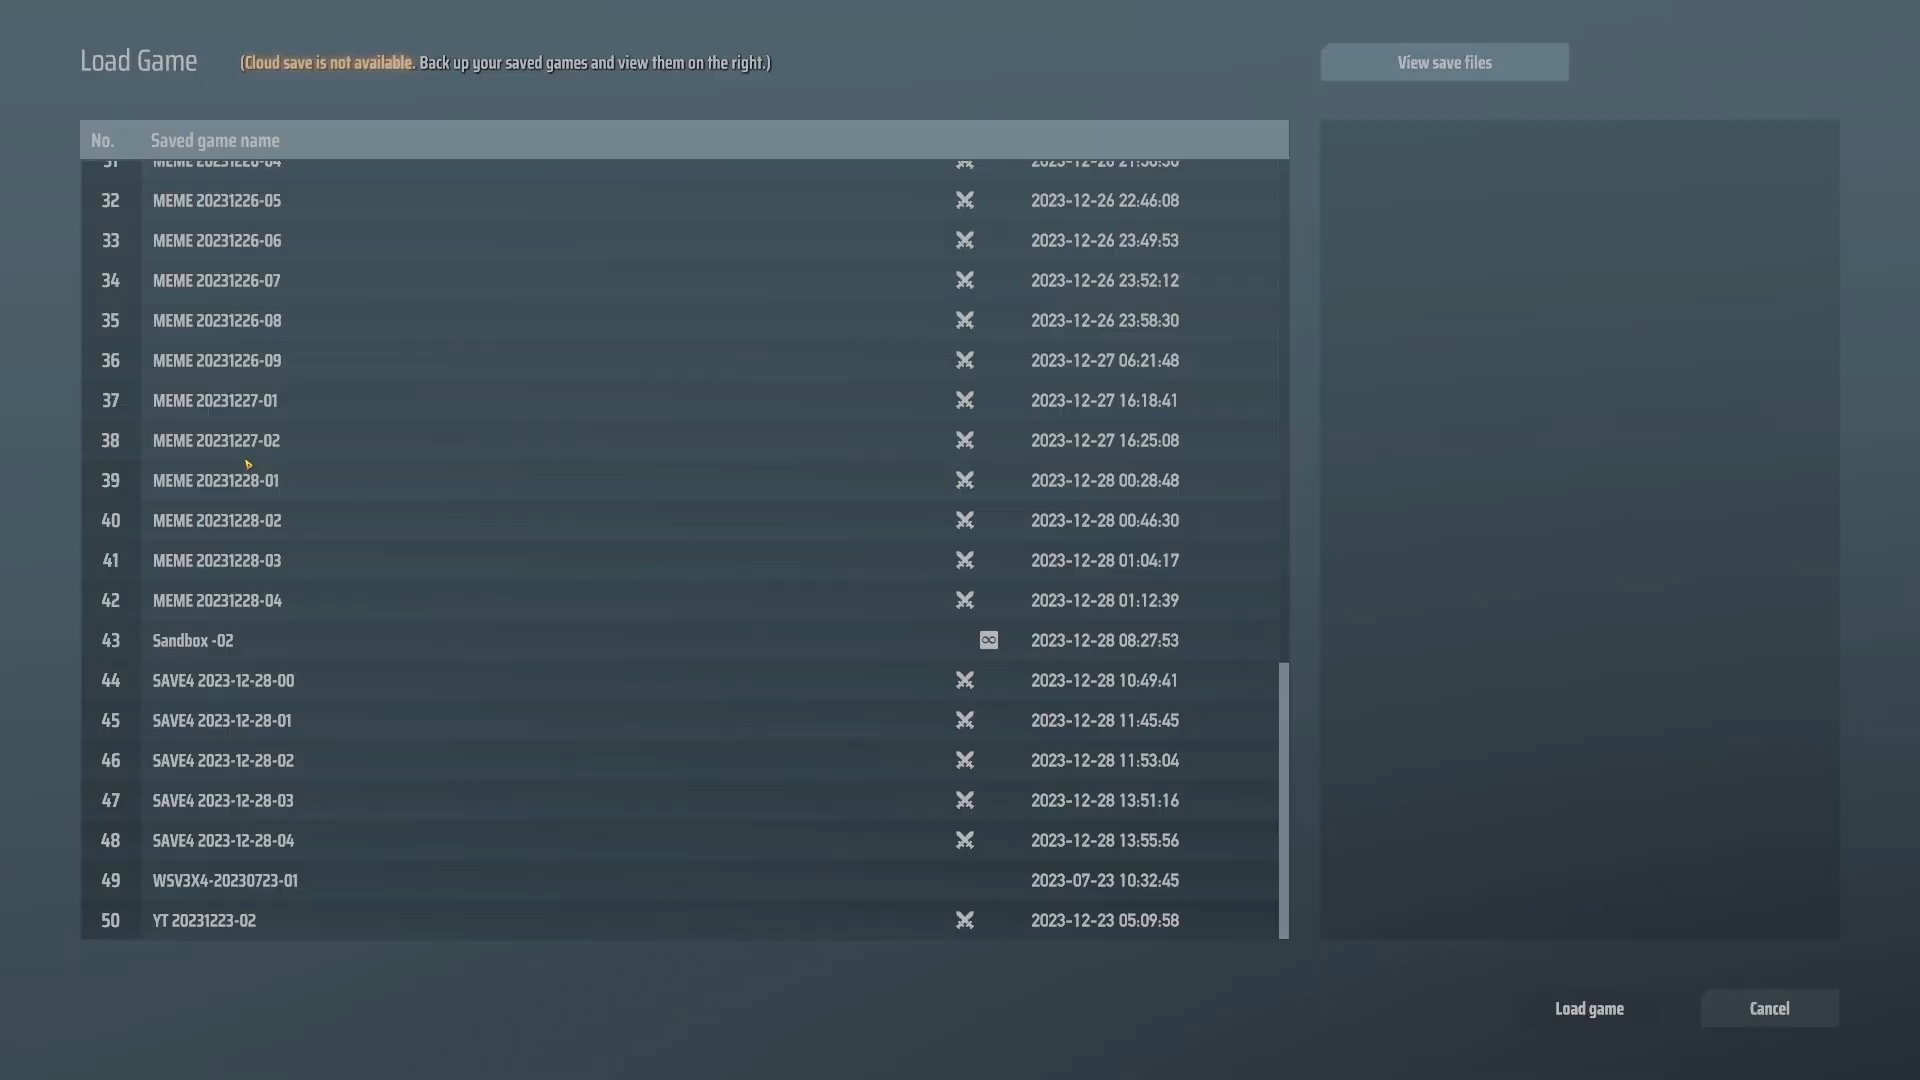 Load Game (Cloud save is not available. Back up your saved games and view them on the right.) View save files
No. Saved game name
31 MEME 20231226-04 2023-12-26 21:56:56
32 MEME 20231226-05 2023-12-26 22:46:08
33 MEME 20231226-06 2023-12-26 23:49:53
34 MEME 20231226-07 2023-12-26 23:52:12
35 MEME 20231226-08 2023-12-26 23:58:30
36 MEME 20231226-09 2023-12-27 06:21:48
37 MEME 20231227-01 2023-12-27 16:18:41
38 MEME 20231227-02 2023-12-27 16:25:08
39 MEME 20231228-01 2023-12-28 00:28:48
40 MEME 20231228-02 2023-12-28 00:46:30
41 MEME 20231228-03 2023-12-28 01:04:17
42 MEME 20231228-04 2023-12-28 01:12:39
43 Sandbox -02 2023-12-28 08:27:53
44 SAVE4 2023-12-28-00 2023-12-28 10:49:41
45 SAVE4 2023-12-28-01 2023-12-28 11:45:45
46 SAVE4 2023-12-28-02 2023-12-28 11:53:04
47 SAVE4 2023-12-28-03 2023-12-28 13:51:16
48 SAVE4 2023-12-28-04 2023-12-28 13:55:56
49 WSV3X4-20230723-01 2023-07-23 10:32:45
50 YT 20231223-02 2023-12-23 05:09:58
Load game Cancel